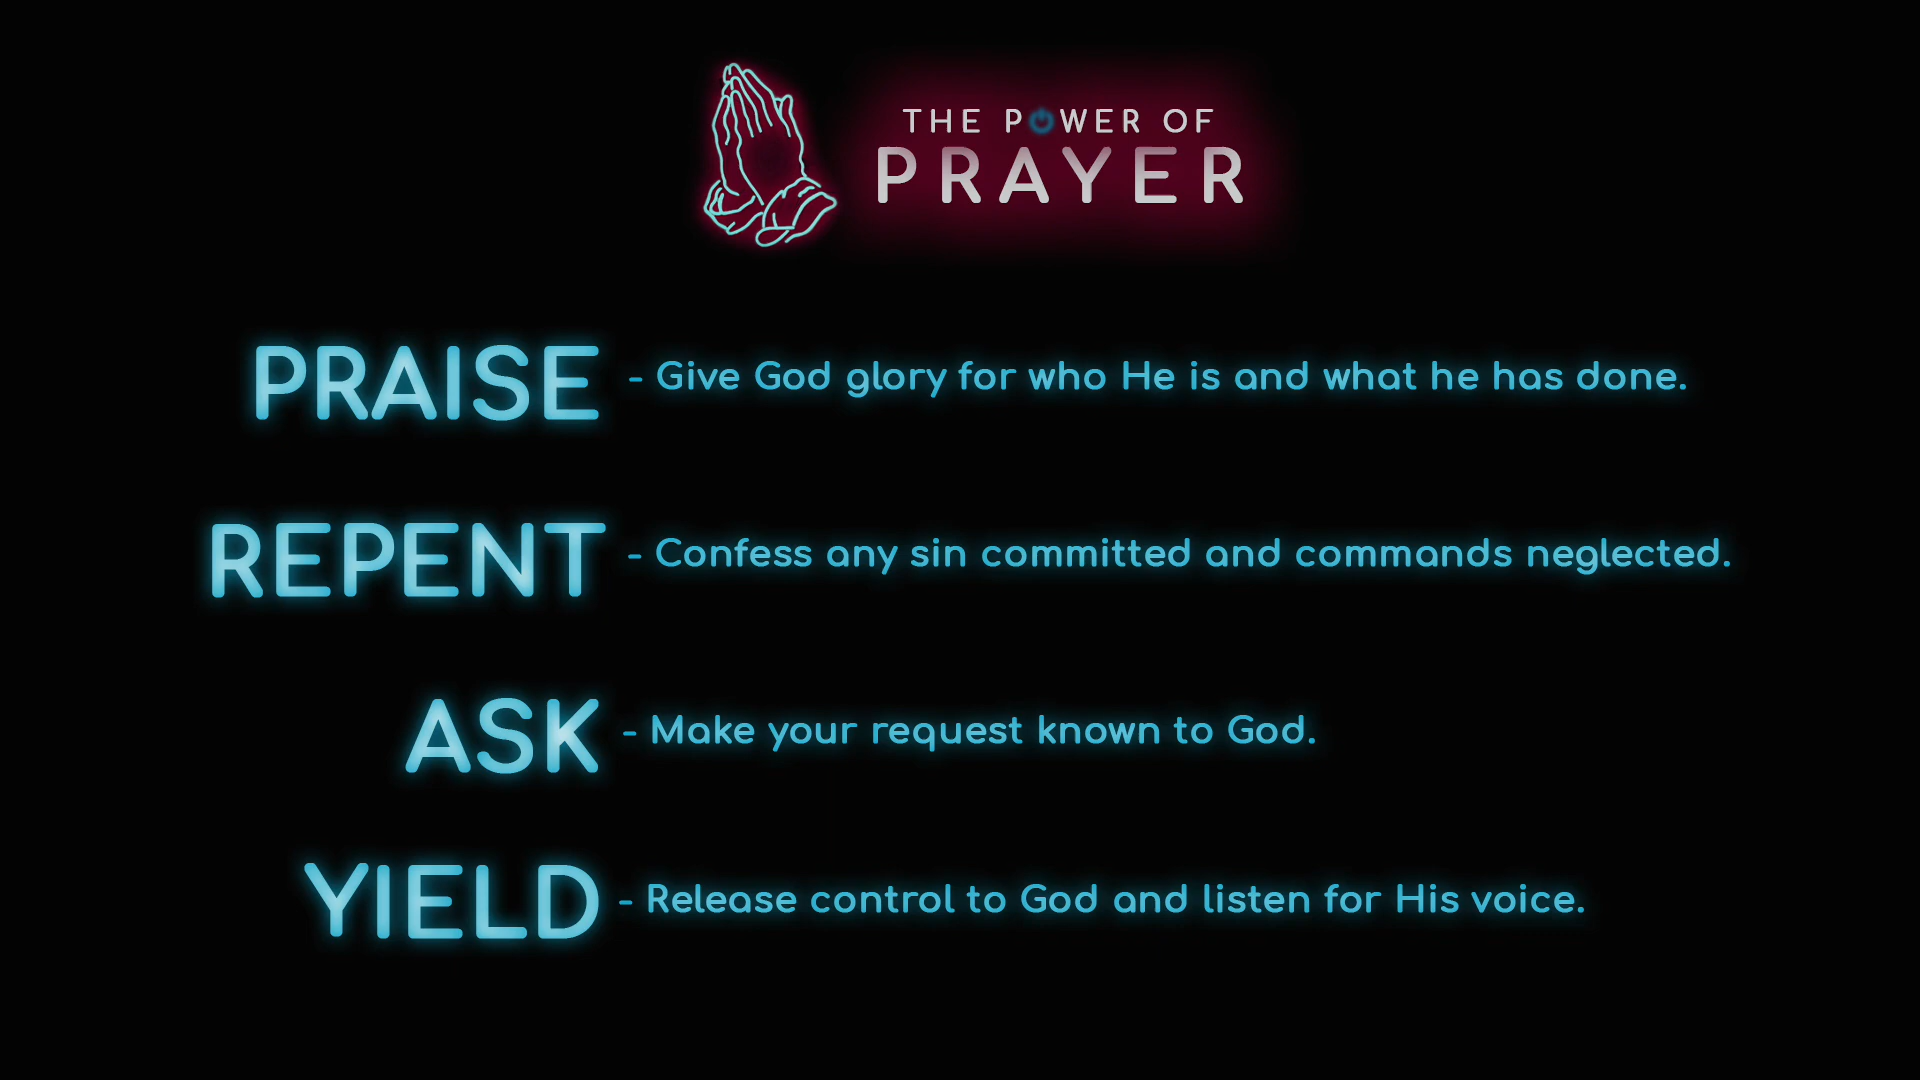 THE POWER OF
PRAYER
PRAISE - Give God glory for who He is and what he has done.
REPENT - Confess any sin committed and commands neglected.
ASK - Make your request known to God.
YIELD - Release control to God and listen for His voice.